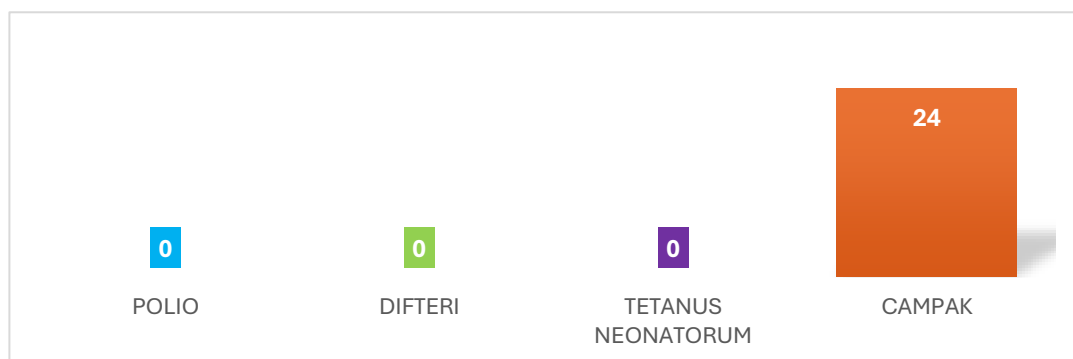 24
0
0
0
POLIO
DIFTERI
TETANUS
NEONATORUM
CAMPAK